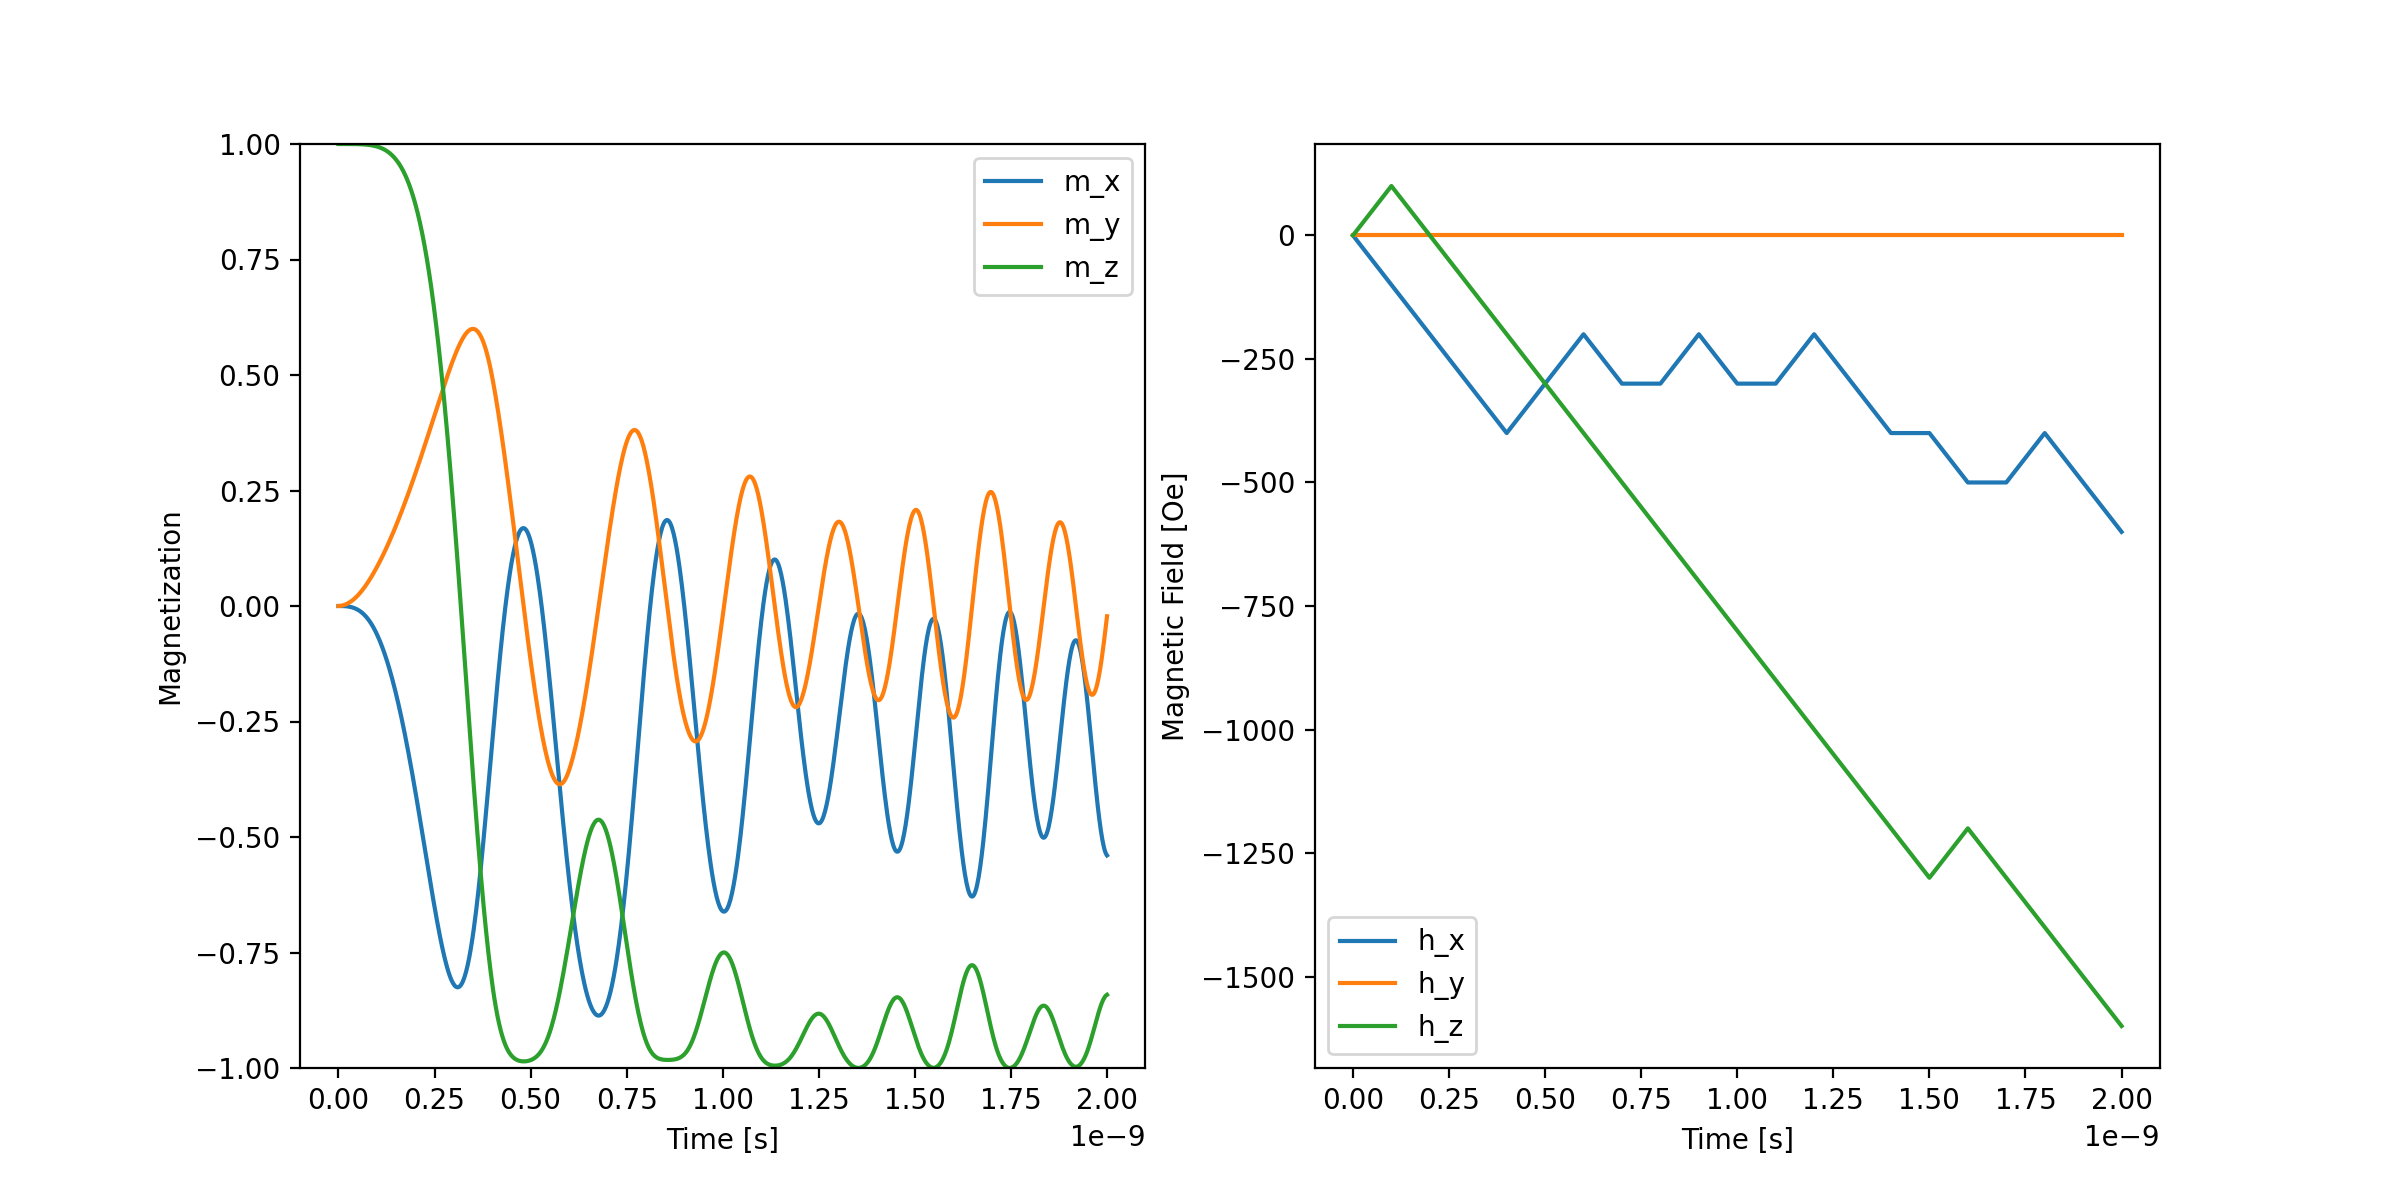 1.00
0.75
0.50
0.25
0.00
−0.25
−0.50
−0.75
−1.00
Magnetization
m_x
m_y
m_z
0.00 0.25 0.50 0.75 1.00 1.25 1.50 1.75 2.00
Time [s]
1e−9
0
−250
−500
−750
−1000
−1250
−1500
Magnetic Field [Oe]
h_x
h_y
h_z
0.00 0.25 0.50 0.75 1.00 1.25 1.50 1.75 2.00
Time [s]
1e−9